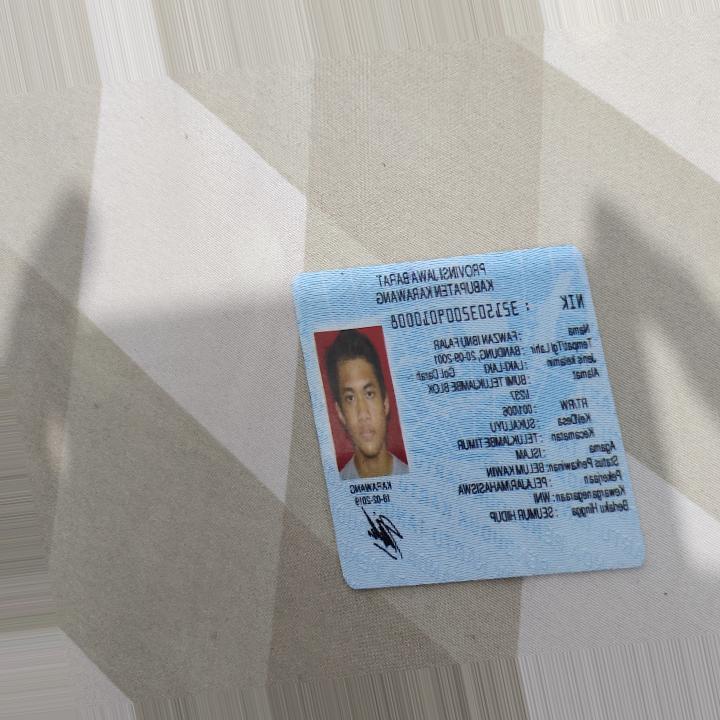 PROVINSI JAWA BARAT
KABUPATEN KARAWANG
NIK : 3215032009010008
Nama : FAWZAN IBNU FAJAR
Tempat/Tgl Lahir : BANDUNG, 20-09-2001
Jenis Kelamin : LAKI-LAKI Gol. Darah
Alamat : BUMI TELUKJAMBE BLOK
RT/RW : 001/006
Kel/Desa : SUKALUYU
Kecamatan : TELUKJAMBE TIMUR
Agama : ISLAM
Status Perkawinan: BELUM KAWIN
Pekerjaan : PELAJAR/MAHASISWA
Kewarganegaraan: WNI
Berlaku Hingga : SEUMUR HIDUP
KARAWANG
18-02-2019